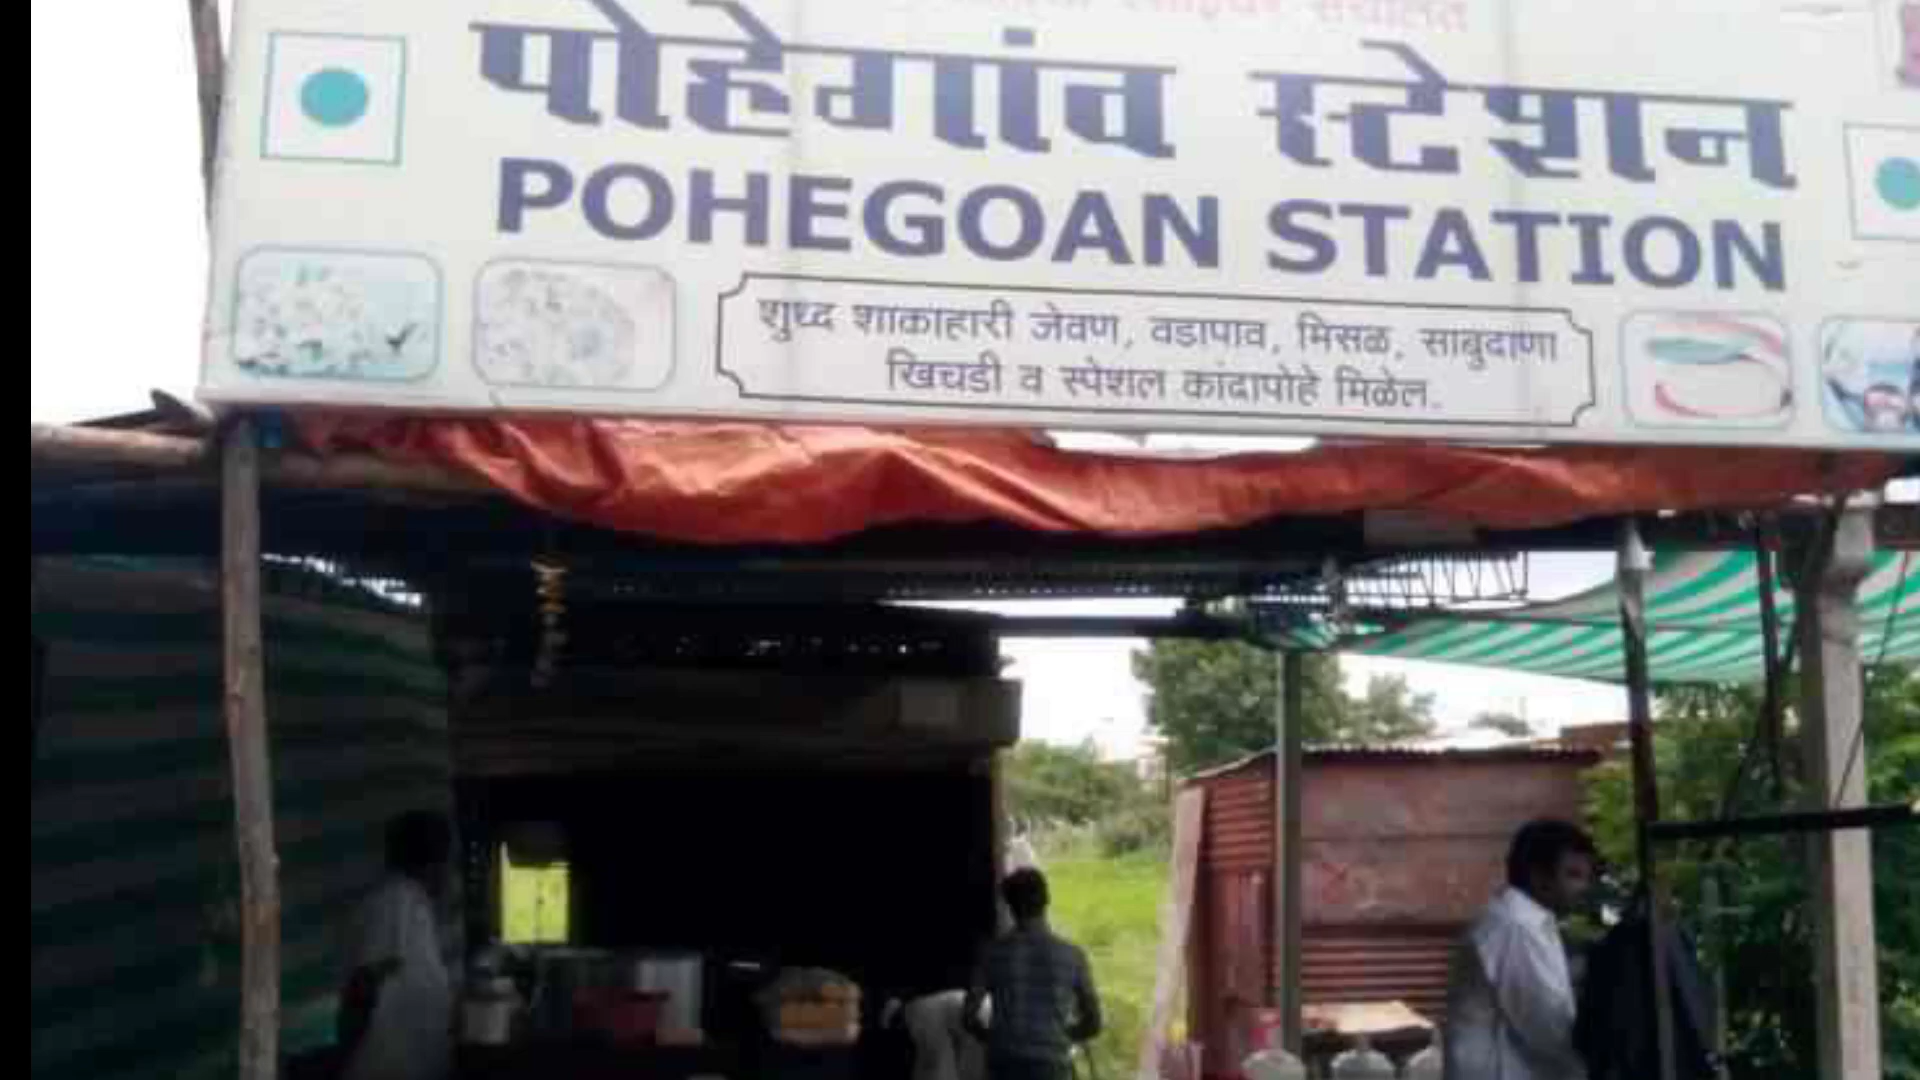 संचालित
पोहेगांव स्टेशन
POHEGOAN STATION
शुध्द शाकाहारी जेवण, वडापाव, मिसळ, साबुदाणा
खिचडी व स्पेशल कांदापोहे मिळेल.